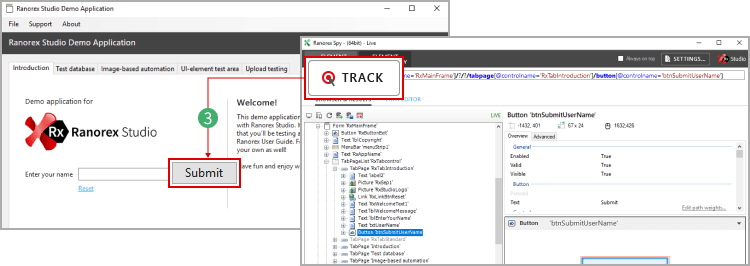 Ranorex Studio Demo Application
File Support About
Ranorex Studio Demo Application
Introduction Test database Image-based automation UI-element test area Upload testing
Demo application for
Rx Ranorex Studio
Welcome!
This demo application
with Ranorex Studio.
that you'll be testing a
Ranorex User Guide. F
your own as well!
ave fun and enjoy w
Enter your name
Submit
Reset
3
Ranorex Spy - (64bit) - Live
TRACK
Always on top
SETTINGS...
Studio
'RxMainFrame']/?/?/tabpage[@controlname='RxTabIntroduction']/button[@controlname='btnSubmitUserName']
EDITOR
LIVE
Form 'RxMainFrame'
Button 'RxButtonExit'
Text 'lblCopyright'
MenuBar 'menuStrip1'
Text 'RxAppName'
TabPageList 'RxTabcontrol'
TabPage 'RxTabIntroduction'
Text 'label2'
Picture 'RxSep1'
Picture 'RxStudioLogo'
Link 'RxLinkBtnReset'
Text 'RxWelcomeText1'
Text 'lblWelcomeMessage'
Text 'lblEnterYourName'
Text 'txtUserName'
Button 'btnSubmitUserName'
TabPage 'RxTabStandard'
TabPage 'Introduction'
TabPage 'Test database'
TabPage 'Image-based automation'
Button 'btnSubmitUserName'
-1432, 401 67 x 24 1632,426
Overview Advanced
General
Enabled True
Valid True
Visible True
Button
Pressed
Text Submit
Edit path weights...
Button 'btnSubmitUserName'